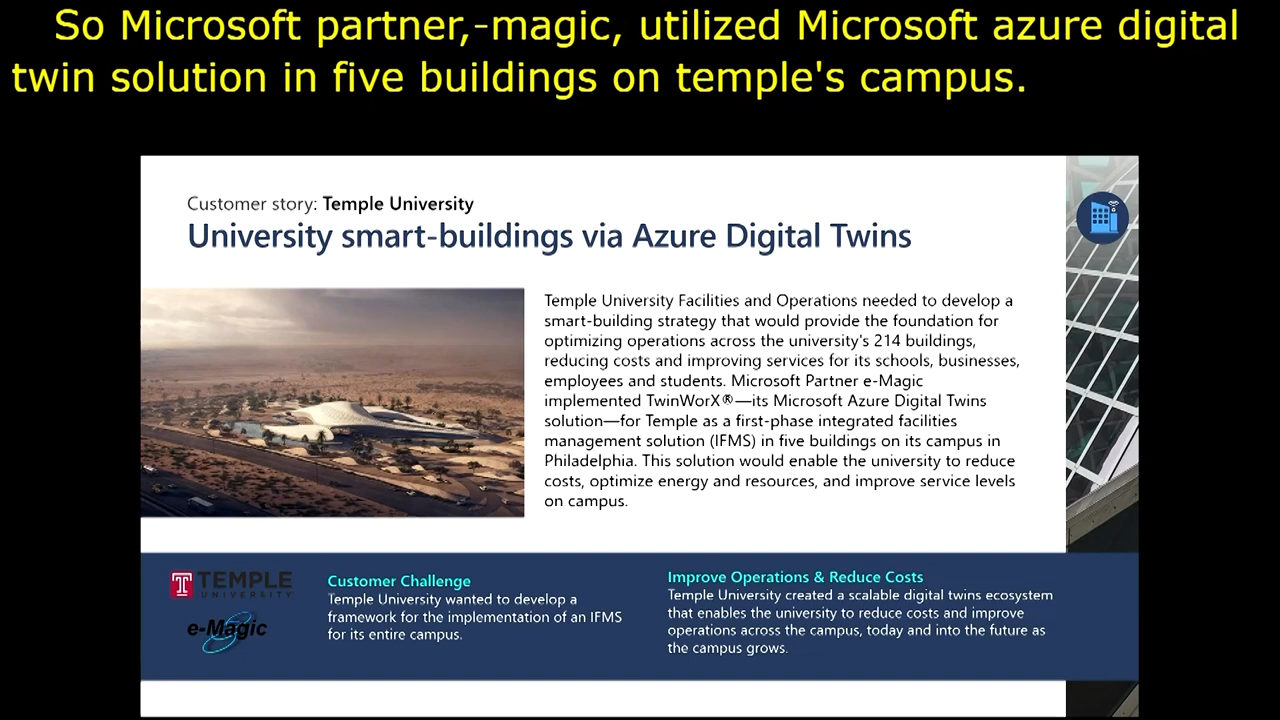 So Microsoft partner,-magic, utilized Microsoft azure digital
twin solution in five buildings on temple's campus.
Customer story: Temple University
University smart-buildings via Azure Digital Twins
Temple University Facilities and Operations needed to develop a
smart-building strategy that would provide the foundation for
optimizing operations across the university's 214 buildings,
reducing costs and improving services for its schools, businesses,
employees and students. Microsoft Partner e-Magic
implemented TwinWorX®—its Microsoft Azure Digital Twins
solution—for Temple as a first-phase integrated facilities
management solution (IFMS) in five buildings on its campus in
Philadelphia. This solution would enable the university to reduce
costs, optimize energy and resources, and improve service levels
on campus.
T TEMPLE
UNIVERSITY
e-Magic
Customer Challenge
Temple University wanted to develop a
framework for the implementation of an IFMS
for its entire campus.
Improve Operations & Reduce Costs
Temple University created a scalable digital twins ecosystem
that enables the university to reduce costs and improve
operations across the campus, today and into the future as
the campus grows.